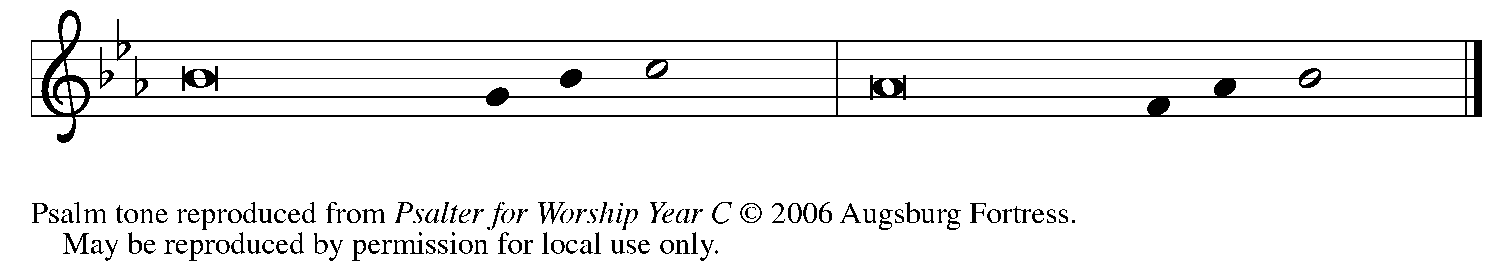 Psalm tone reproduced from Psalter for Worship Year C © 2006 Augsburg Fortress.
May be reproduced by permission for local use only.